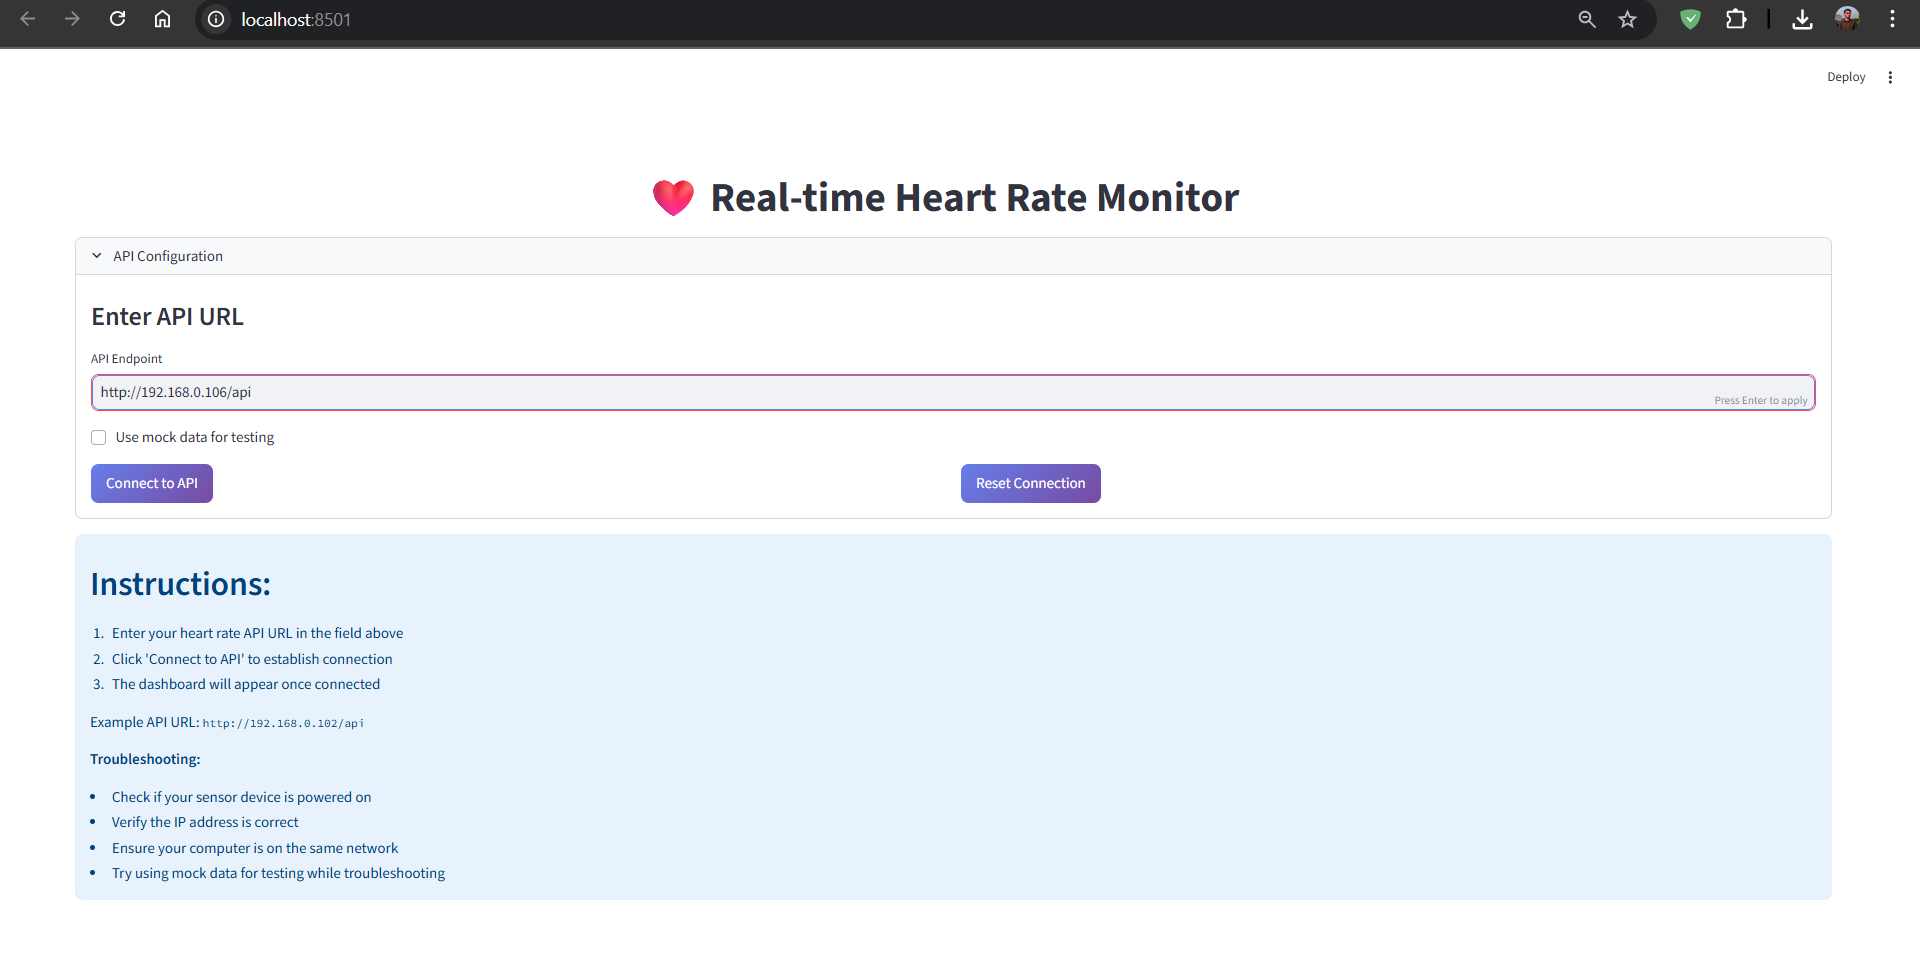 localhost:8501
Deploy
Real-time Heart Rate Monitor
API Configuration
Enter API URL
API Endpoint
http://192.168.0.106/api
Press Enter to apply
Use mock data for testing
Connect to API
Reset Connection
Instructions:
1. Enter your heart rate API URL in the field above
2. Click 'Connect to API' to establish connection
3. The dashboard will appear once connected
Example API URL: http://192.168.0.102/api
Troubleshooting:
• Check if your sensor device is powered on
• Verify the IP address is correct
• Ensure your computer is on the same network
• Try using mock data for testing while troubleshooting